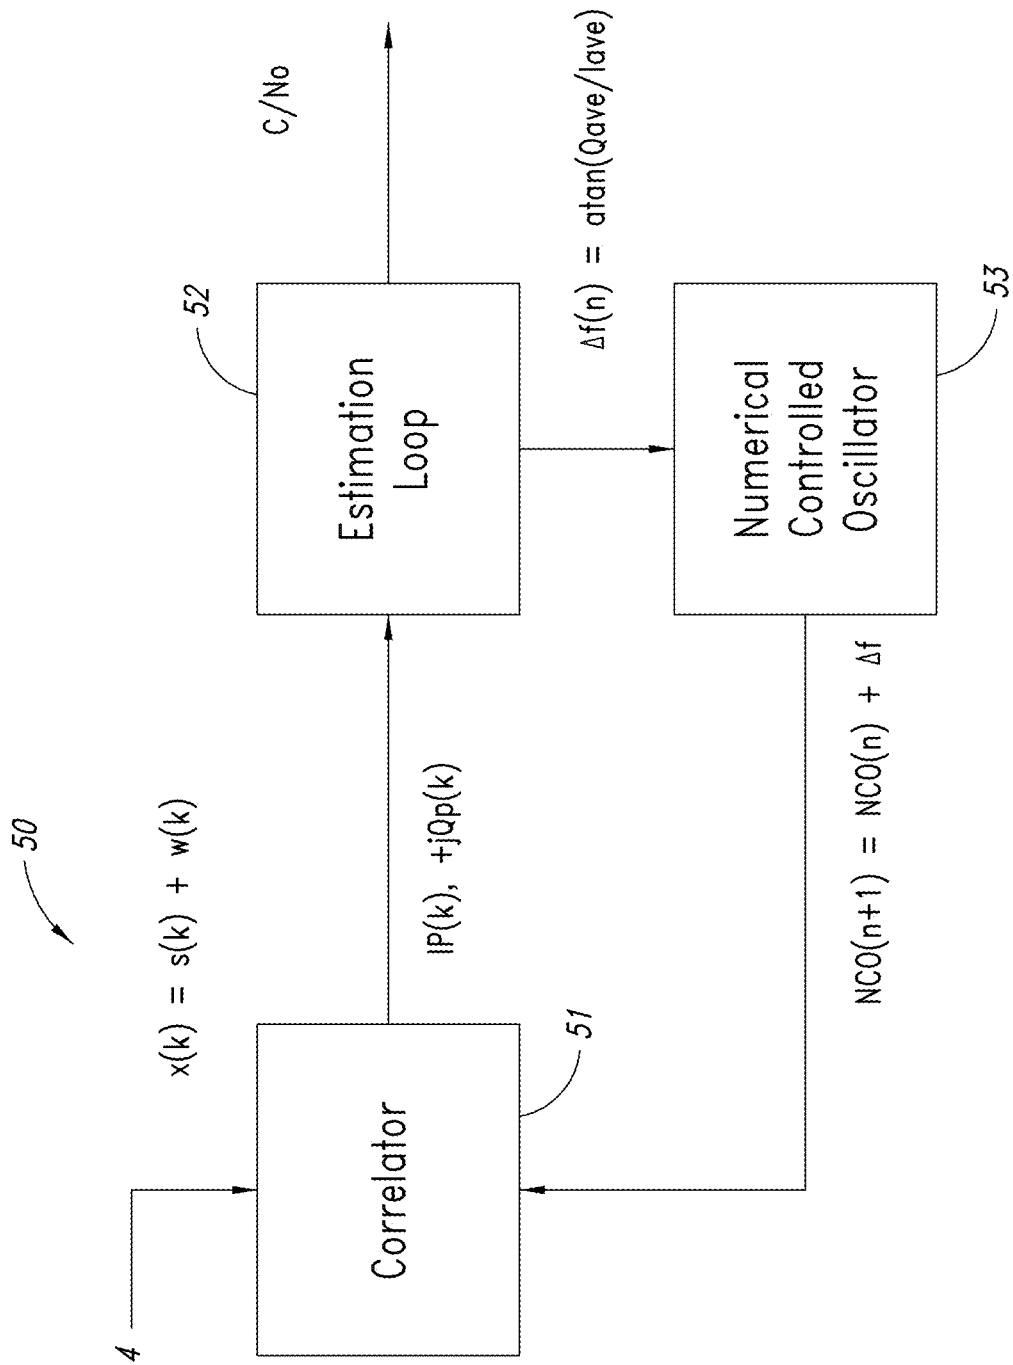 50
4
x(k) = s(k) + w(k)
Correlator
51
IP(k), +jQp(k)
Estimation
Loop
52
C/No
Δf(n) = atan(Qave/Iave)
Numerical
Controlled
Oscillator
53
NCO(n+1) = NCO(n) + Δf